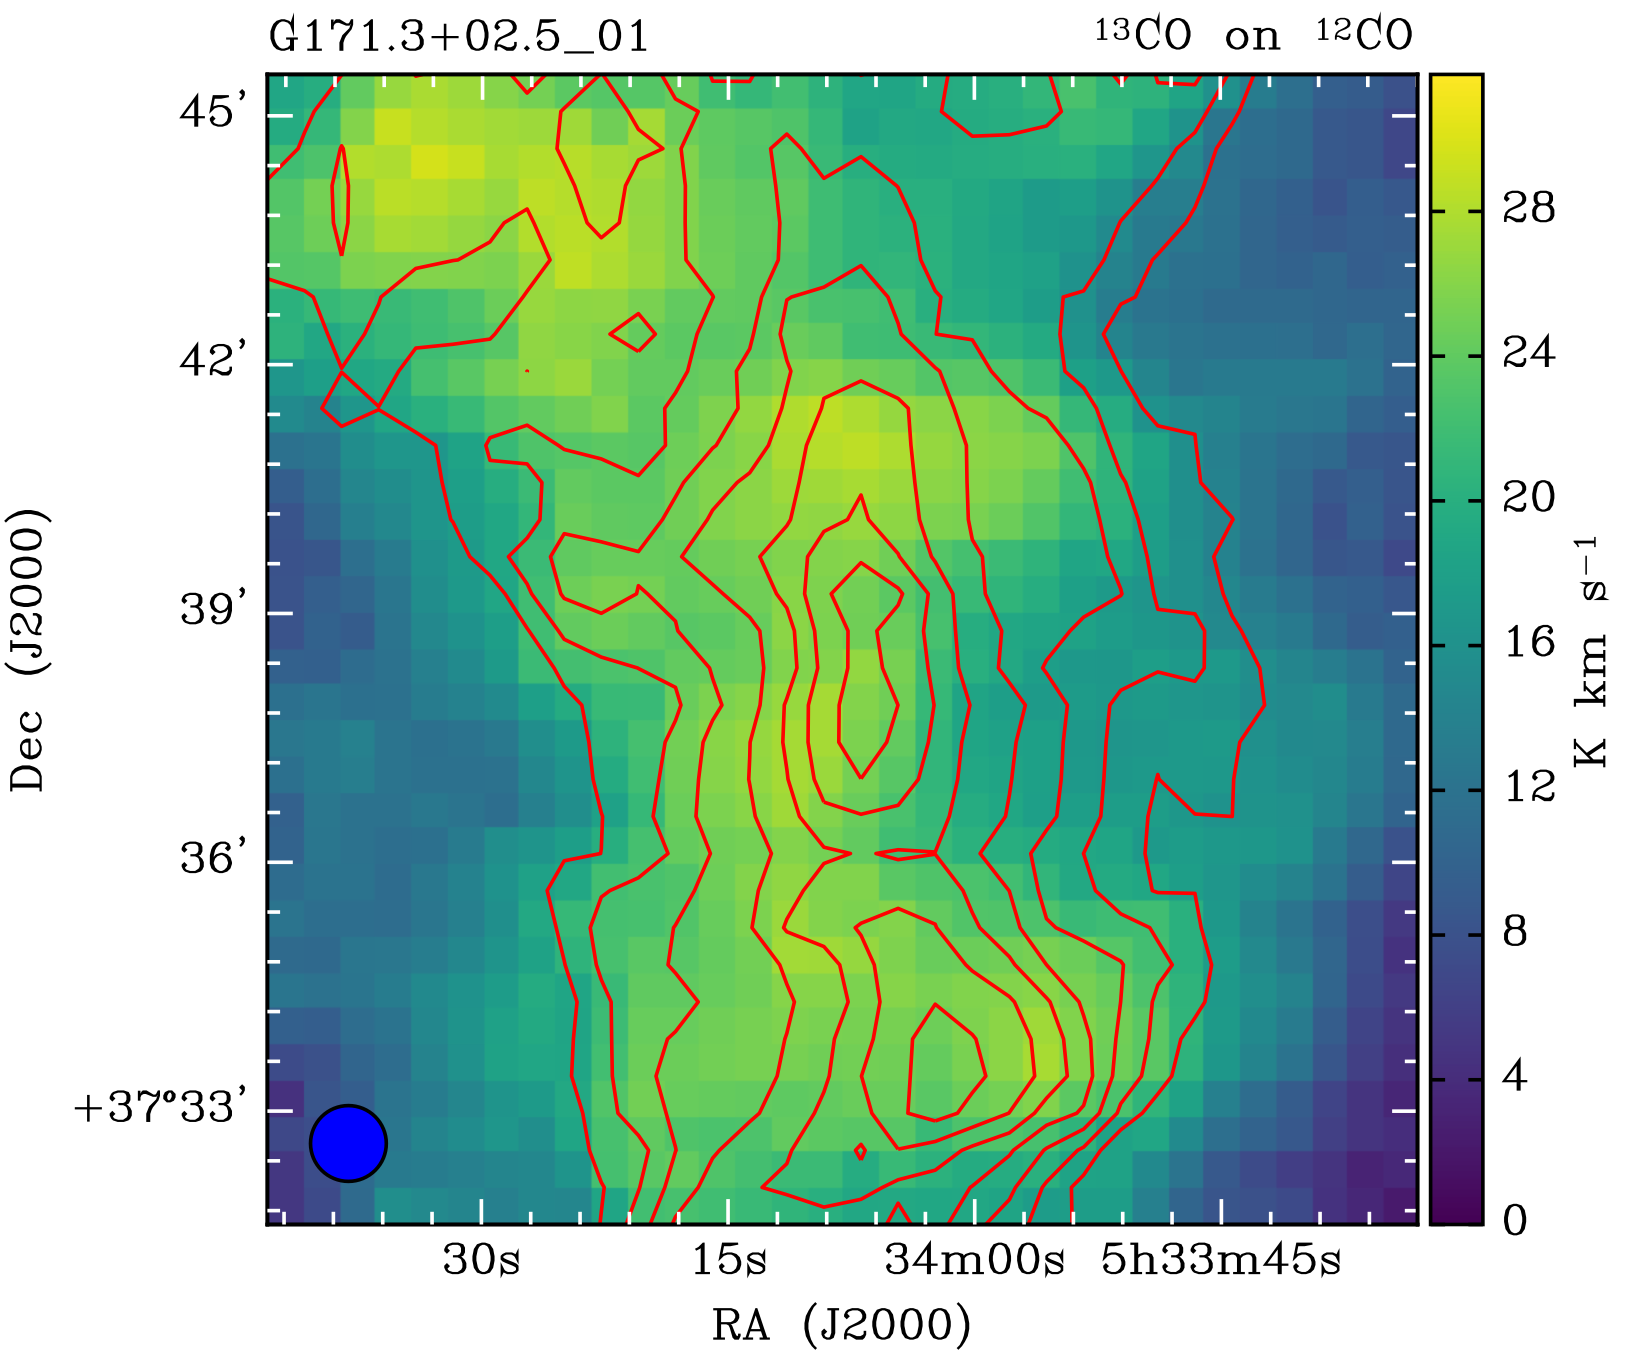 G171.3+02.5_01
¹³CO on ¹²CO
45'
42'
39'
36'
+37°33'
Dec (J2000)
30s 15s 34m00s 5h33m45s
RA (J2000)
28
24
20
16
12
8
4
0
K km s⁻¹